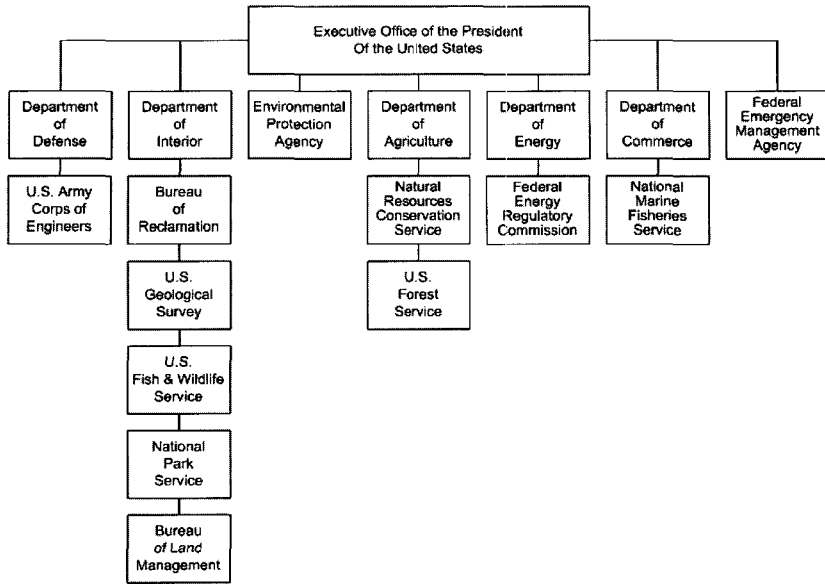 Executive Office of the President
Of the United States
Department
of
Defense
Department
of
Interior
Environmental
Protection
Agency
Department
of
Agriculture
Department
of
Energy
Department
of
Commerce
Federal
Emergency
Management
Agency
U.S. Army
Corps of
Engineers
Bureau
of
Reclamation
Natural
Resources
Conservation
Service
Federal
Energy
Regulatory
Commission
National
Marine
Fisheries
Service
U.S.
Geological
Survey
U.S.
Forest
Service
U.S.
Fish & Wildlife
Service
National
Park
Service
Bureau
of Land
Management